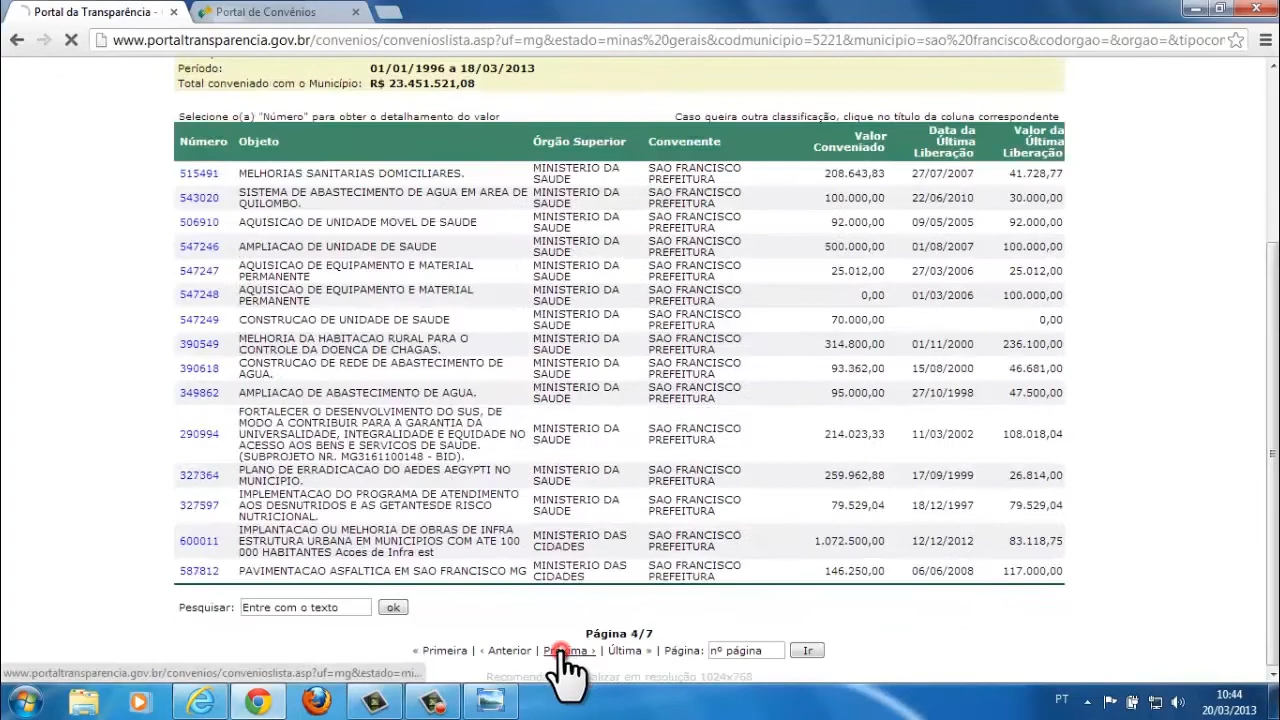 Portal da Transparência -
Portal de Convênios
www.portaltransparencia.gov.br/convenios/convenioslista.asp?uf=mg&estado=minas%20gerais&codmunicipio=5221&municipio=sao%20francisco&codorgao=&orgao=&tipocor
Período: 01/01/1996 a 18/03/2013
Total conveniado com o Município: R$ 23.451.521,08
Selecione o(a) "Número" para obter o detalhamento do valor Caso queira outra classificação, clique no título da coluna correspondente
Número Objeto Órgão Superior Convenente Valor Conveniado Data da Última Liberação Valor da Última Liberação
515491 MELHORIAS SANITARIAS DOMICILIARES. MINISTERIO DA SAUDE SAO FRANCISCO PREFEITURA 208.643,83 27/07/2007 41.728,77
543020 SISTEMA DE ABASTECIMENTO DE AGUA EM AREA DE QUILOMBO. MINISTERIO DA SAUDE SAO FRANCISCO PREFEITURA 100.000,00 22/06/2010 30.000,00
506910 AQUISICAO DE UNIDADE MOVEL DE SAUDE MINISTERIO DA SAUDE SAO FRANCISCO PREFEITURA 92.000,00 09/05/2005 92.000,00
547246 AMPLIACAO DE UNIDADE DE SAUDE MINISTERIO DA SAUDE SAO FRANCISCO PREFEITURA 500.000,00 01/08/2007 100.000,00
547247 AQUISICAO DE EQUIPAMENTO E MATERIAL PERMANENTE MINISTERIO DA SAUDE SAO FRANCISCO PREFEITURA 25.012,00 27/03/2006 25.012,00
547248 AQUISICAO DE EQUIPAMENTO E MATERIAL PERMANENTE MINISTERIO DA SAUDE SAO FRANCISCO PREFEITURA 0,00 01/03/2006 100.000,00
547249 CONSTRUCAO DE UNIDADE DE SAUDE MINISTERIO DA SAUDE SAO FRANCISCO PREFEITURA 70.000,00 0,00
390549 MELHORIA DA HABITACAO RURAL PARA O CONTROLE DA DOENCA DE CHAGAS. MINISTERIO DA SAUDE SAO FRANCISCO PREFEITURA 314.800,00 01/11/2000 236.100,00
390618 CONSTRUCAO DE REDE DE ABASTECIMENTO DE AGUA. MINISTERIO DA SAUDE SAO FRANCISCO PREFEITURA 93.362,00 15/08/2000 46.681,00
349862 AMPLIACAO DE ABASTECIMENTO DE AGUA. MINISTERIO DA SAUDE SAO FRANCISCO PREFEITURA 95.000,00 27/10/1998 47.500,00
290994 FORTALECER O DESENVOLVIMENTO DO SUS, DE MODO A CONTRIBUIR PARA A GARANTIA DA UNIVERSALIDADE, INTEGRALIDADE E EQUIDADE NO ACESSO AOS BENS E SERVICOS DE SAUDE. (SUBPROJETO NR. MG3161100148 - BID). MINISTERIO DA SAUDE SAO FRANCISCO PREFEITURA 214.023,33 11/03/2002 108.018,04
327364 PLANO DE ERRADICACAO DO AEDES AEGYPTI NO MUNICIPIO. MINISTERIO DA SAUDE SAO FRANCISCO PREFEITURA 259.962,88 17/09/1999 26.814,00
327597 IMPLEMENTACAO DO PROGRAMA DE ATENDIMENTO AOS DESNUTRIDOS E AS GETANTESDE RISCO NUTRICIONAL. MINISTERIO DA SAUDE SAO FRANCISCO PREFEITURA 79.529,04 18/12/1997 79.529,04
600011 IMPLANTACAO OU MELHORIA DE OBRAS DE INFRA ESTRUTURA URBANA EM MUNICIPIOS COM ATE 100 000 HABITANTES Acoes de Infra est MINISTERIO DAS CIDADES SAO FRANCISCO PREFEITURA 1.072.500,00 12/12/2012 83.118,75
587812 PAVIMENTACAO ASFALTICA EM SAO FRANCISCO MG MINISTERIO DAS CIDADES SAO FRANCISCO PREFEITURA 146.250,00 06/06/2008 117.000,00
Pesquisar: Entre com o texto ok
Página 4/7
« Primeira | ‹ Anterior | Próxima › | Última » | Página: nº página Ir
www.portaltransparencia.gov.br/convenios/convenioslista.asp?uf=mg&estado=mi...
alizar em resolução 1024x768
PT 10:44
20/03/2013